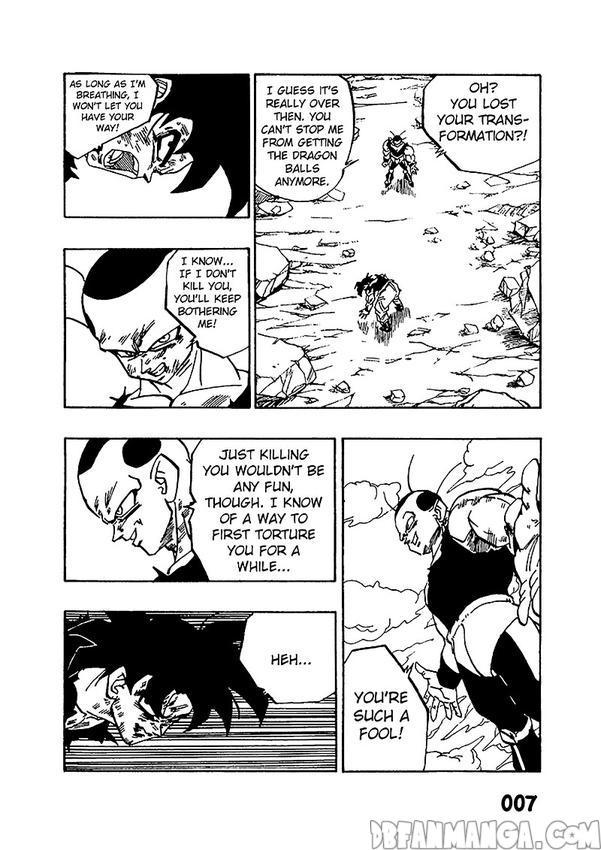 OH?
YOU LOST
YOUR TRANS-
FORMATION?!
I GUESS IT'S
REALLY OVER
THEN. YOU
CAN'T STOP ME
FROM GETTING
THE DRAGON
BALLS
ANYMORE.
AS LONG AS I'M
BREATHING, I
WON'T LET YOU
HAVE YOUR
WAY!
I KNOW...
IF I DON'T
KILL YOU,
YOU'LL KEEP
BOTHERING
ME!
YOU'RE
SUCH A
FOOL!
JUST KILLING
YOU WOULDN'T BE
ANY FUN,
THOUGH. I KNOW
OF A WAY TO
FIRST TORTURE
YOU FOR A
WHILE...
HEH...
007
DBFANMANGA.COM